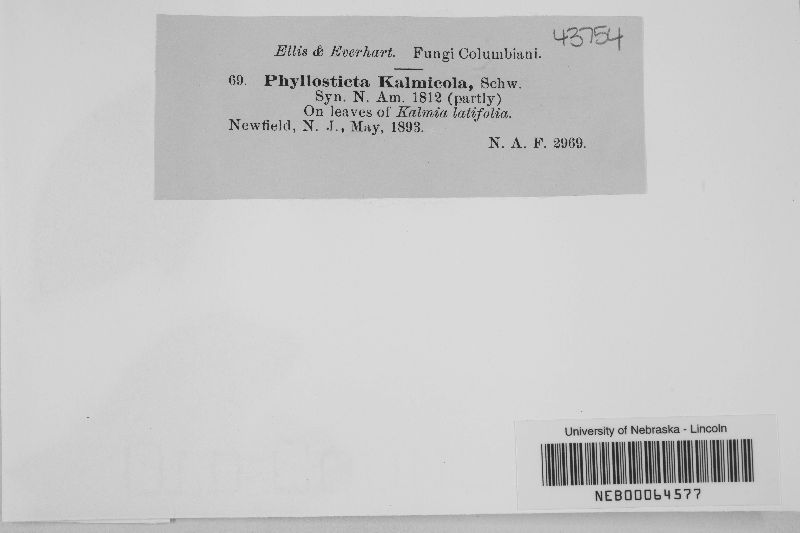 43754
Ellis & Everhart. Fungi Columbiani.
69. Phyllosticta Kalmicola, Schw.
Syn. N. Am. 1812 (partly)
On leaves of Kalmia latifolia.
Newfield, N. J., May, 1893.
N. A. F. 2969.
University of Nebraska - Lincoln
NEB00064577